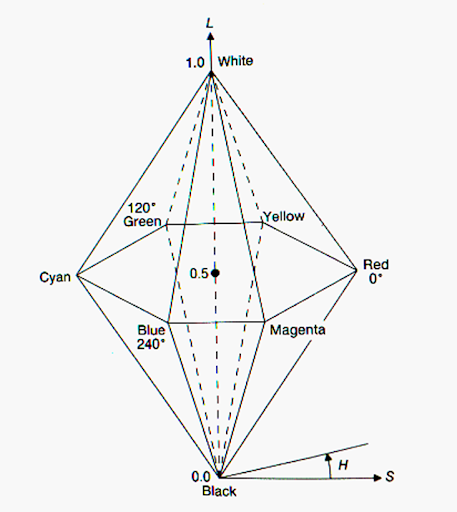 L
1.0 White
120°
Green
Yellow
Cyan
0.5
Red
0°
Blue
240°
Magenta
0.0
Black
H
S